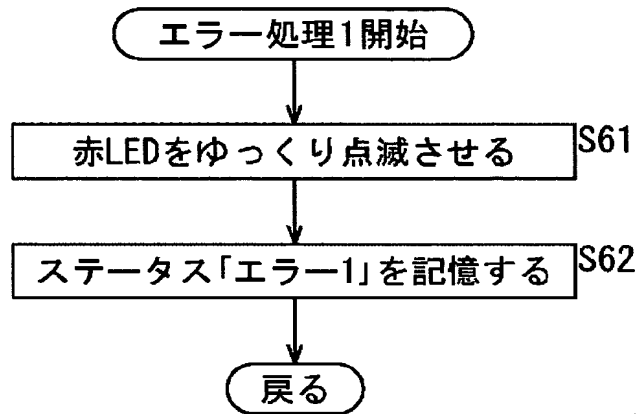 エラー処理1開始
赤LEDをゆっくり点滅させる
S61
ステータス「エラー1」を記憶する
S62
戻る